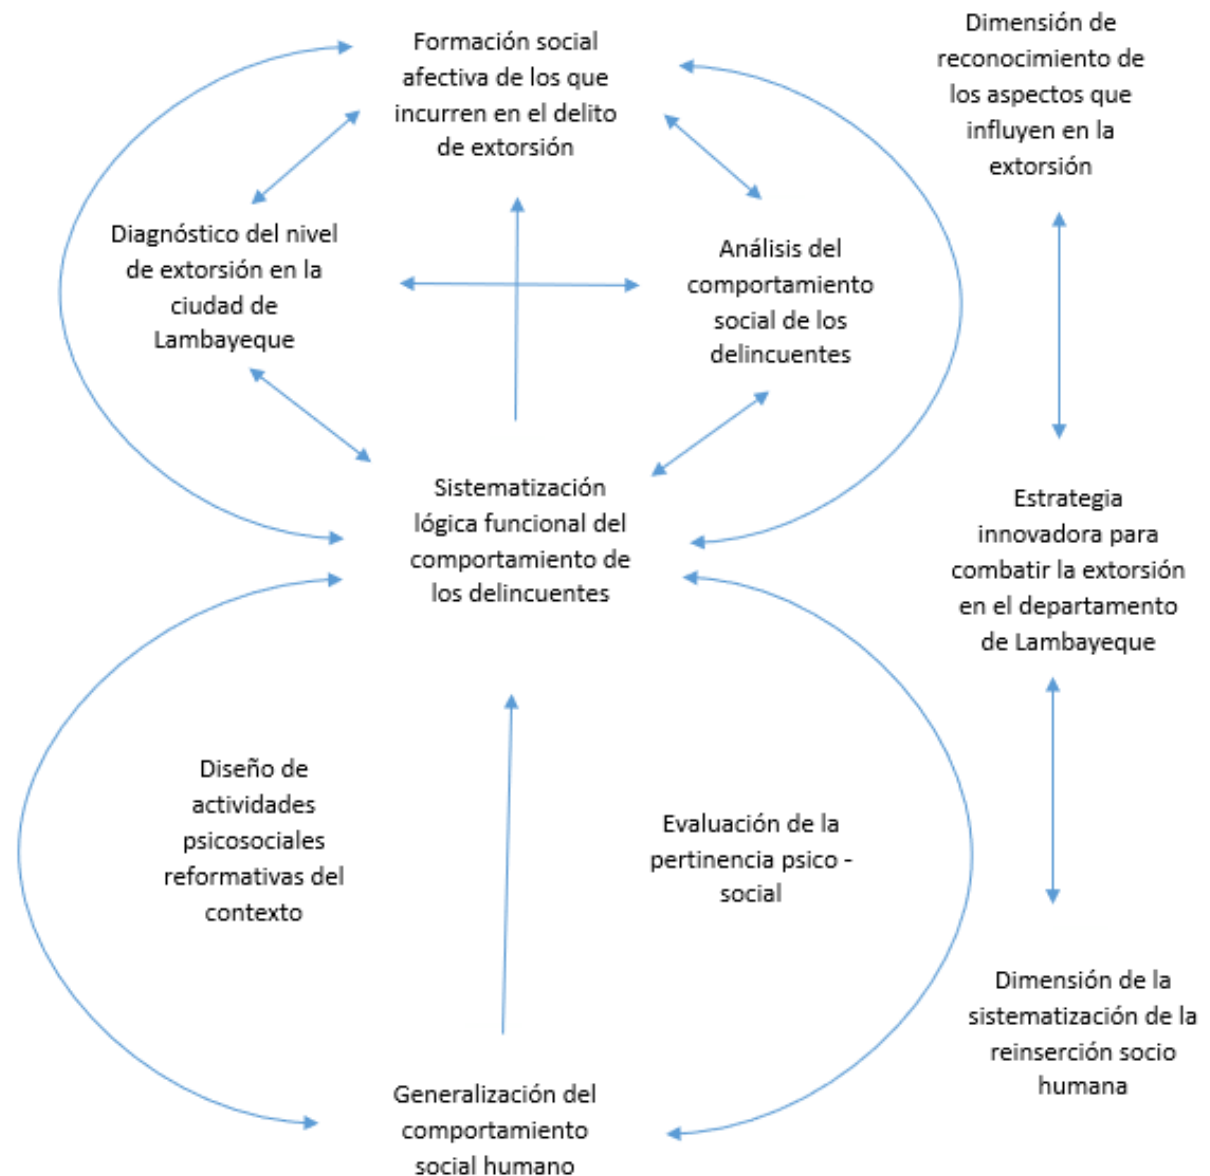 Formación social
afectiva de los que
incurren en el delito
de extorsión
Dimensión de
reconocimiento de
los aspectos que
influyen en la
extorsión
Diagnóstico del nivel
de extorsión en la
ciudad de
Lambayeque
Análisis del
comportamiento
social de los
delincuentes
Sistematización
lógica funcional del
comportamiento de
los delincuentes
Estrategia
innovadora para
combatir la extorsión
en el departamento
de Lambayeque
Diseño de
actividades
psicosociales
reformativas del
contexto
Evaluación de la
pertinencia psico -
social
Dimensión de la
sistematización de la
reinserción socio
humana
Generalización del
comportamiento
social humano